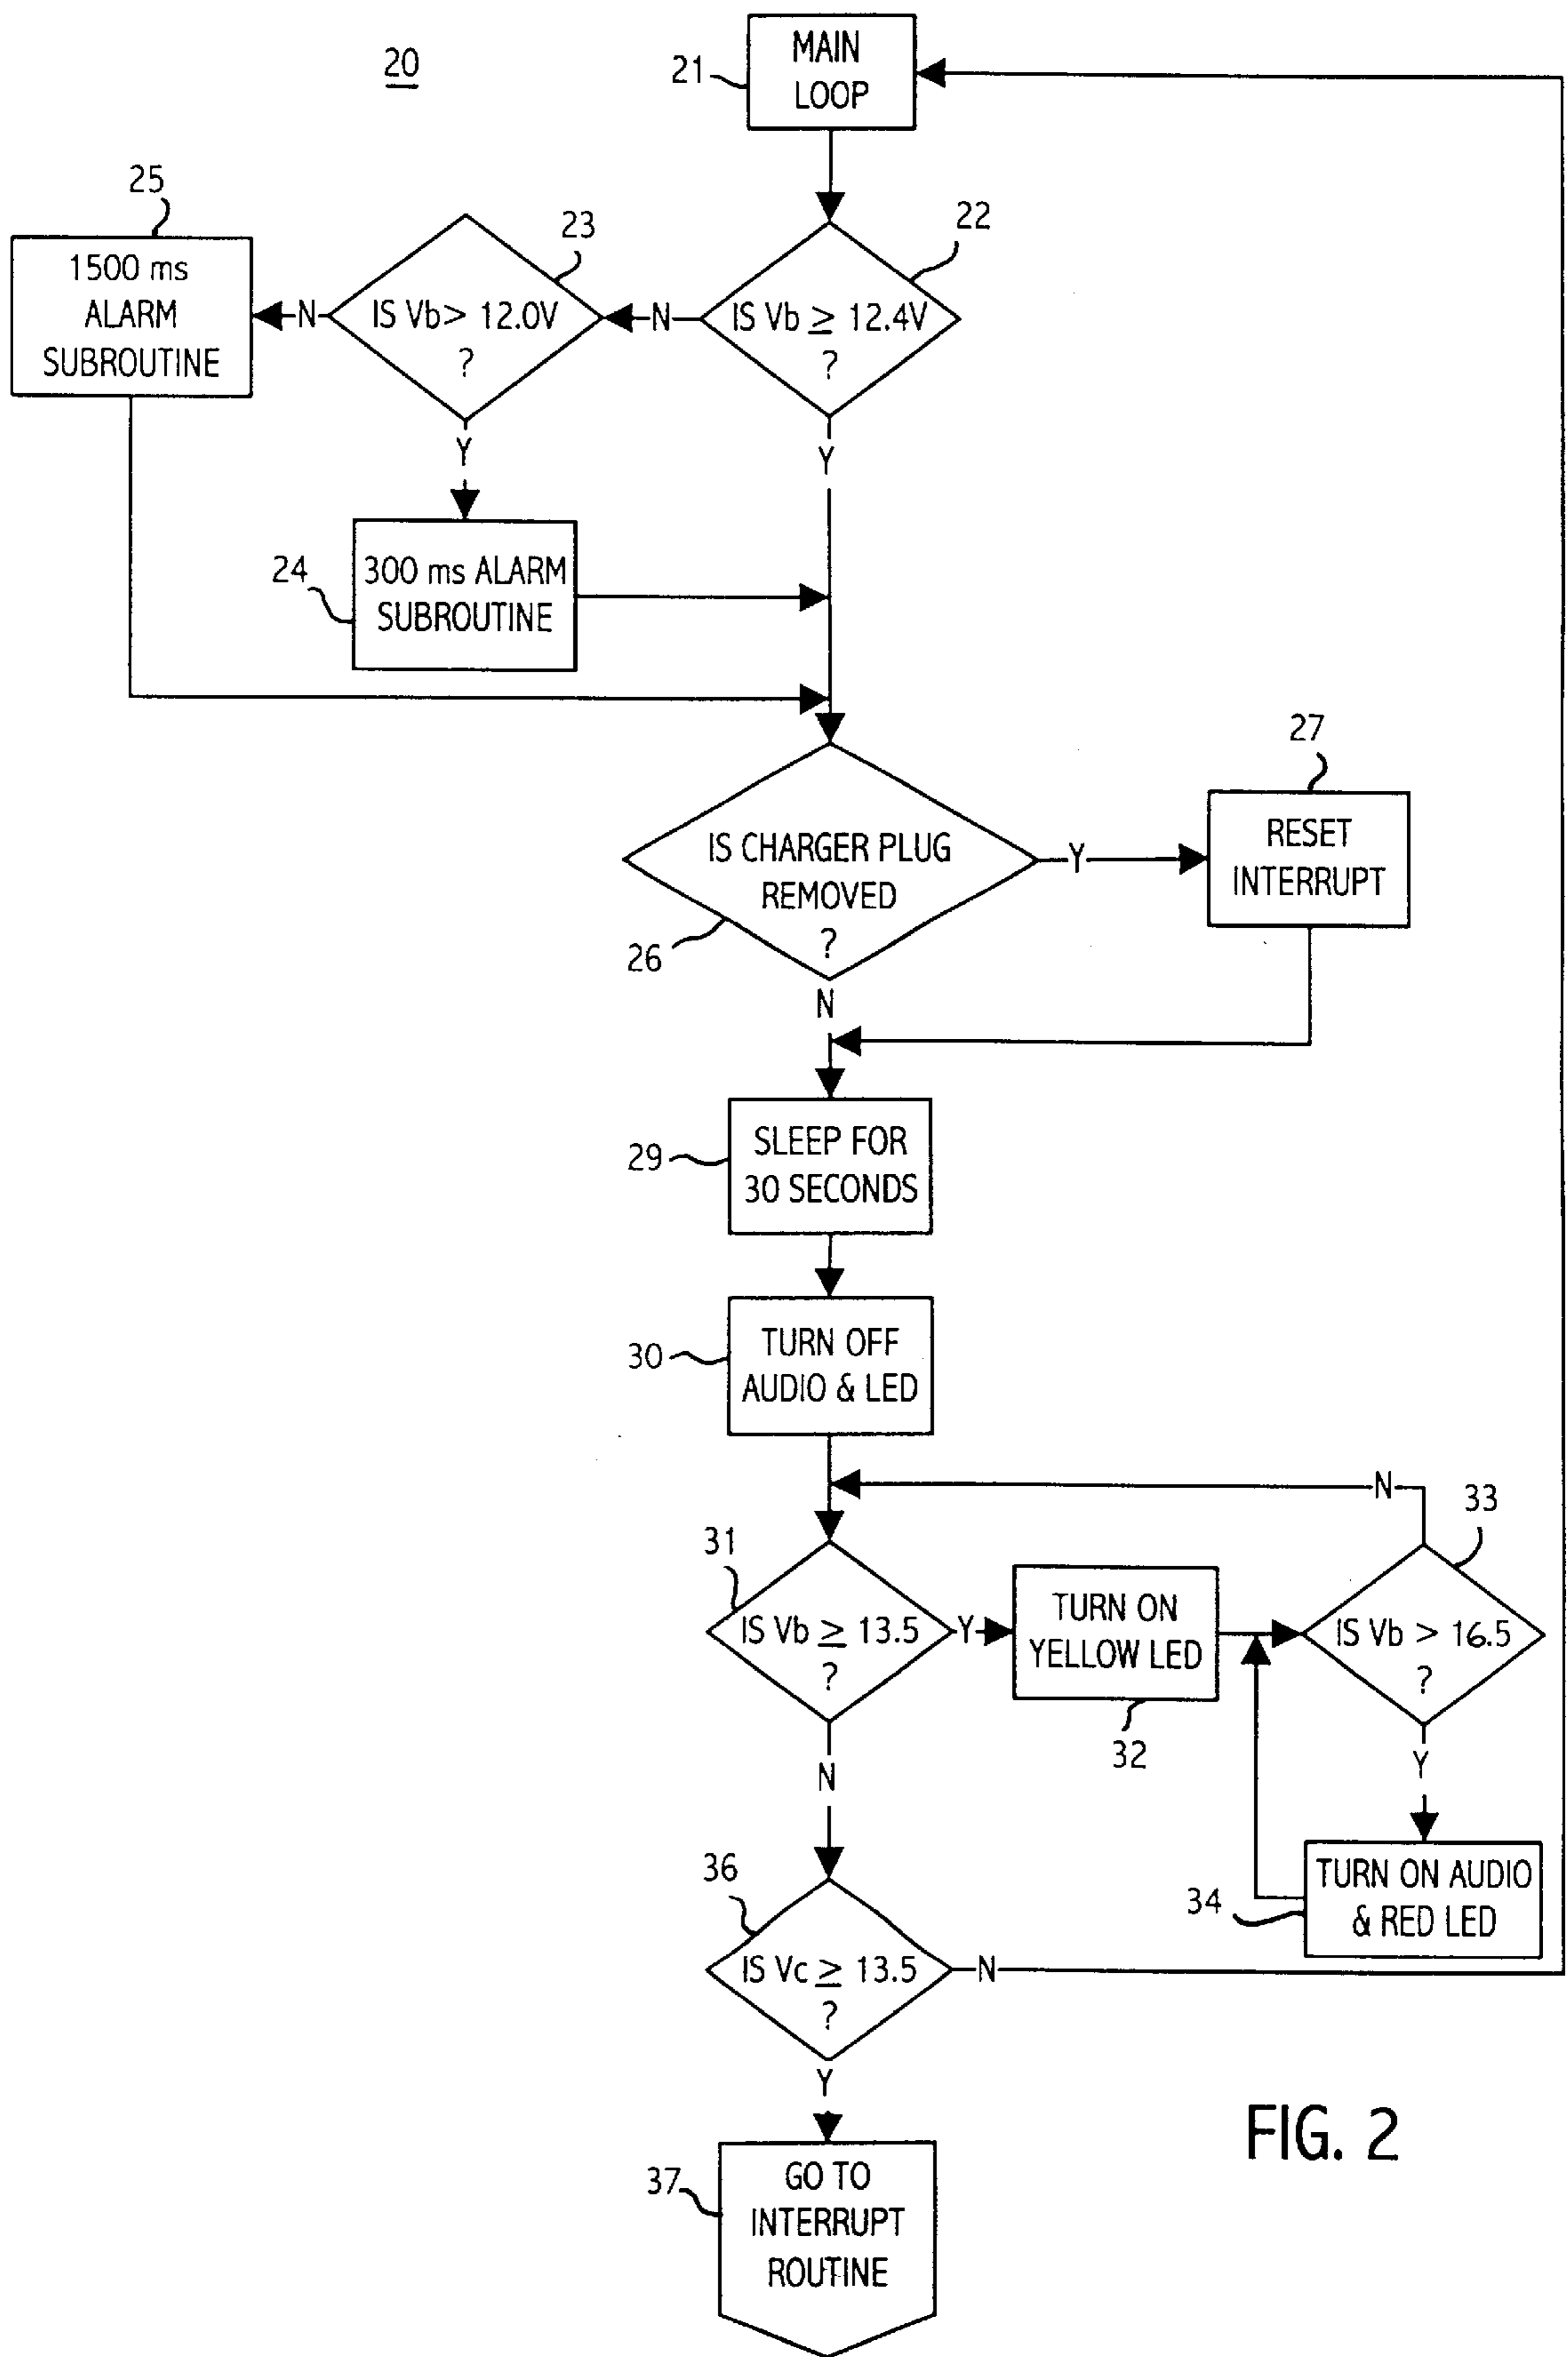 20
MAIN
LOOP
21
25
23
22
1500 ms
ALARM
SUBROUTINE
N
IS Vb > 12.0V
?
N
IS Vb ≥ 12.4V
?
Y
Y
24
300 ms ALARM
SUBROUTINE
27
IS CHARGER PLUG
REMOVED
?
Y
RESET
INTERRUPT
26
N
29
SLEEP FOR
30 SECONDS
30
TURN OFF
AUDIO & LED
N
33
31
IS Vb ≥ 13.5
?
Y
TURN ON
YELLOW LED
IS Vb > 16.5
?
32
Y
N
36
34
TURN ON AUDIO
& RED LED
IS Vc ≥ 13.5
?
N
Y
37
GO TO
INTERRUPT
ROUTINE
FIG. 2